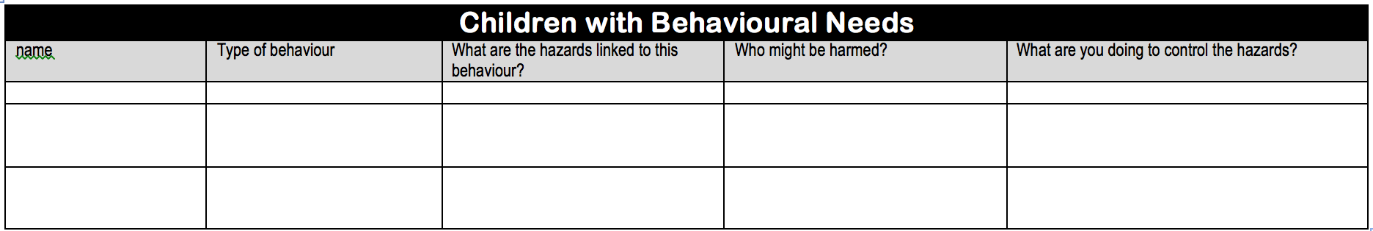 Children with Behavioural Needs
name
Type of behaviour
What are the hazards linked to this
behaviour?
Who might be harmed?
What are you doing to control the hazards?